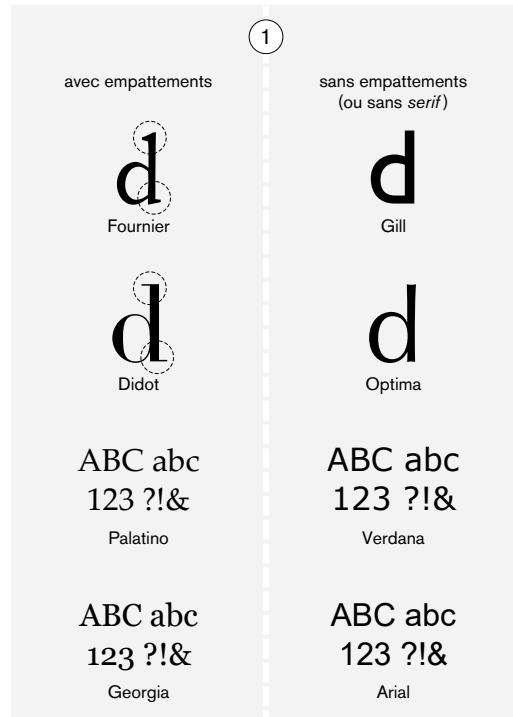 1
avec empattements
d
Fournier
d
Didot
ABC abc
123 ?!&
Palatino
ABC abc
123 ?!&
Georgia
sans empattements
(ou sans serif)
d
Gill
d
Optima
ABC abc
123 ?!&
Verdana
ABC abc
123 ?!&
Arial